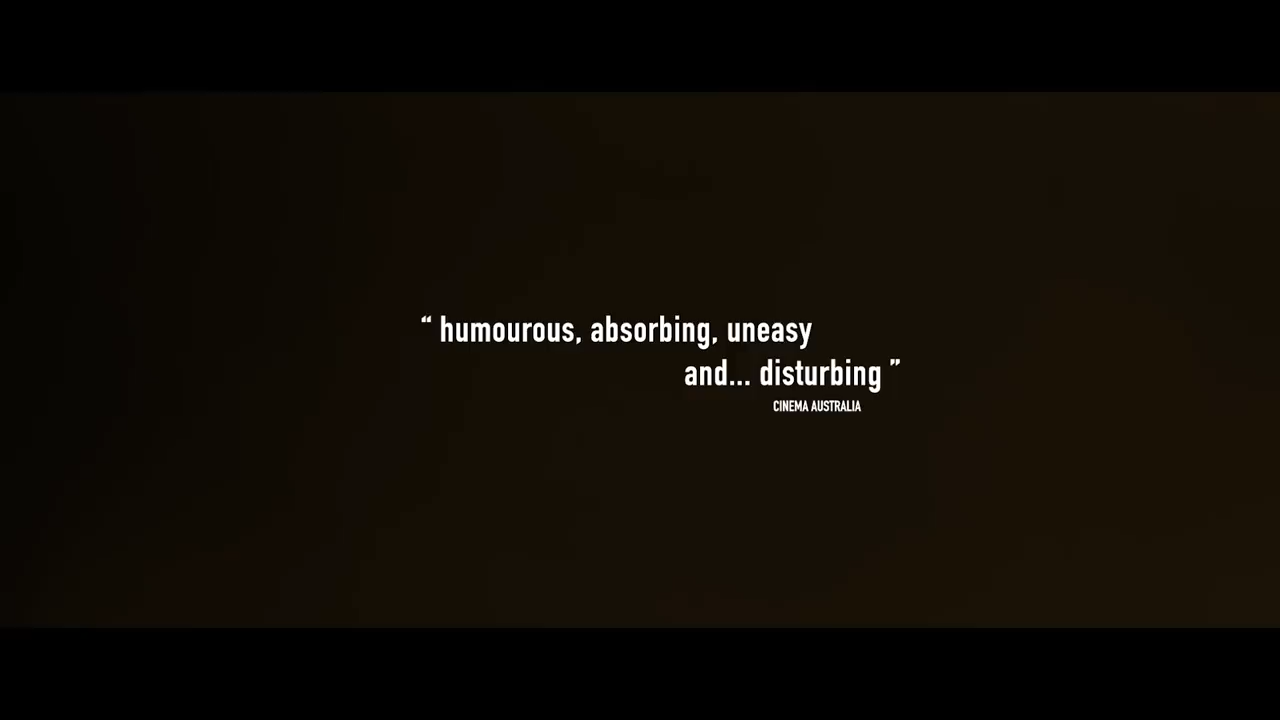 “ humourous, absorbing, uneasy
and... disturbing ”
CINEMA AUSTRALIA